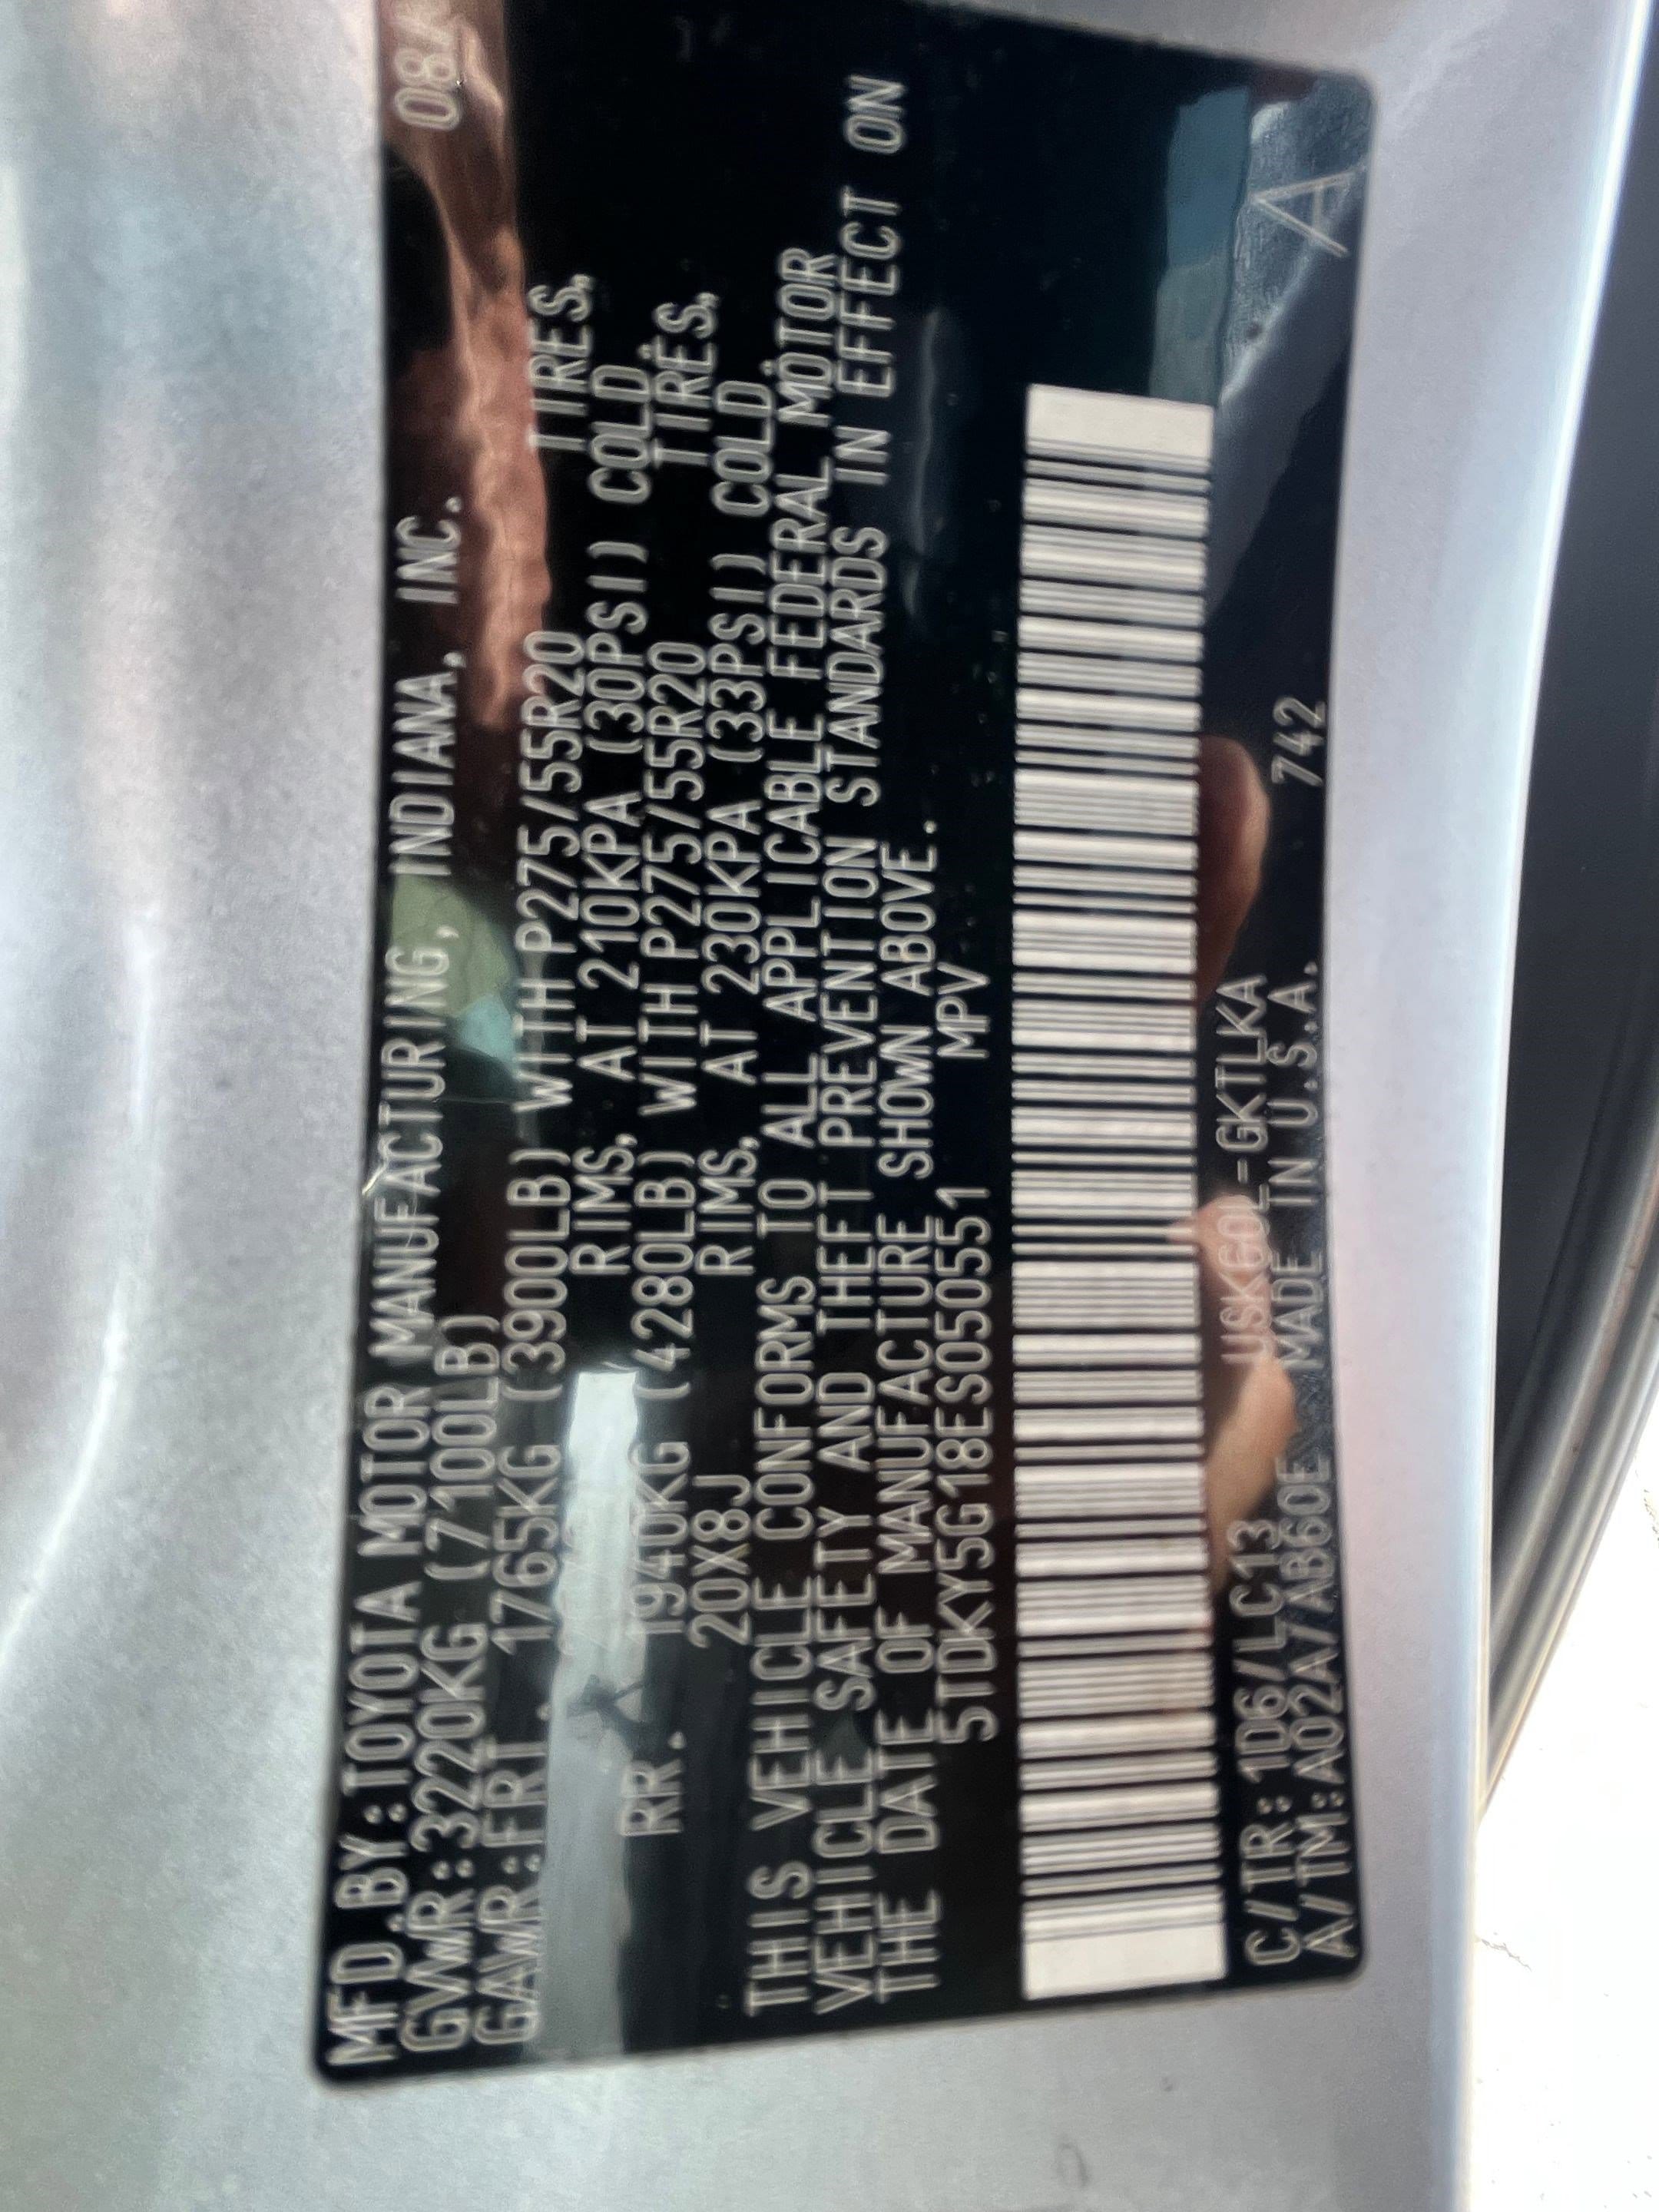 MFD.BY:TOYOTA MOTOR MANUFACTURING, INDIANA, INC. 08/
GVWR:3220KG (7100LB)
GAWR:FRT. 1765KG (3900LB) WITH P275/55R20 TIRES,
RIMS, AT 210KPA (30PSI) COLD
RR. 1940KG (4280LB) WITH P275/55R20 TIRES,
20X8J RIMS, AT 230KPA (33PSI) COLD
THIS VEHICLE CONFORMS TO ALL APPLICABLE FEDERAL MOTOR
VEHICLE SAFETY AND THEFT PREVENTION STANDARDS IN EFFECT ON
THE DATE OF MANUFACTURE SHOWN ABOVE.
5TDKY5G18ES050551 MPV
C/TR: 1D6/LC13 USK60L-GKTLKA
A/TM:A02A/AB60E MADE IN U.S.A. 742 A